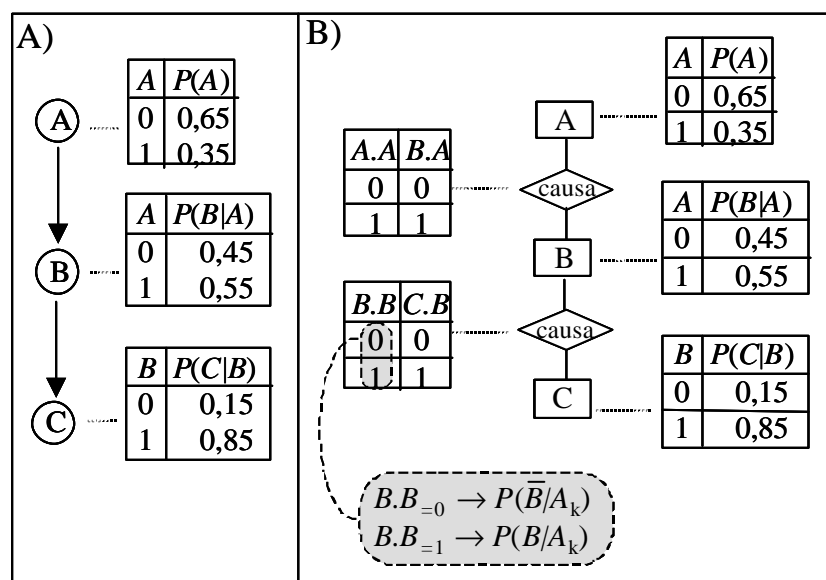 A)
A P(A)
0 0,65
1 0,35
A
A P(B|A)
0 0,45
1 0,55
B
B P(C|B)
0 0,15
1 0,85
C
B)
A P(A)
0 0,65
1 0,35
A
A.A B.A
0 0
1 1
causa
A P(B|A)
0 0,45
1 0,55
B
B.B C.B
0 0
1 1
causa
B P(C|B)
0 0,15
1 0,85
C
B.B=0 → P(B̅/Ak)
B.B=1 → P(B/Ak)